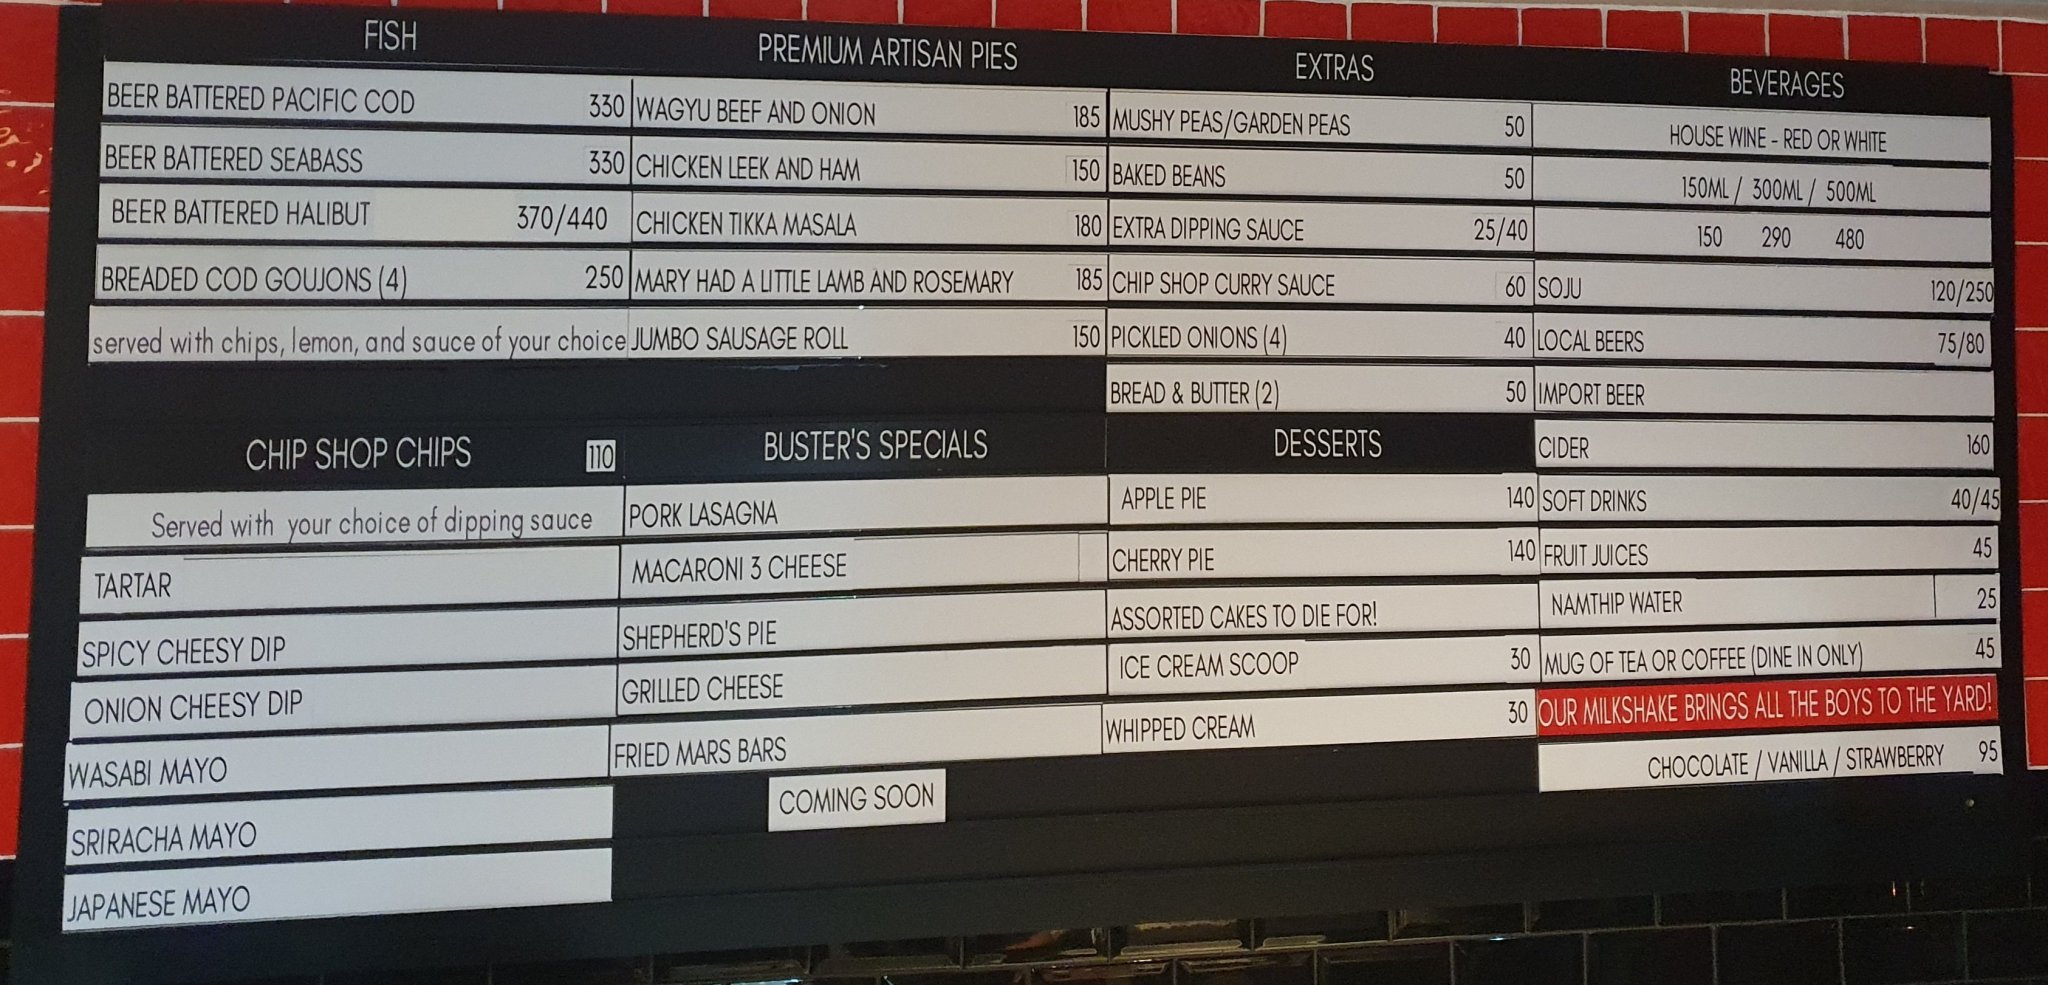 FISH
BEER BATTERED PACIFIC COD 330
BEER BATTERED SEABASS 330
BEER BATTERED HALIBUT 370/440
BREADED COD GOUJONS (4) 250
served with chips, lemon, and sauce of your choice
CHIP SHOP CHIPS 110
Served with your choice of dipping sauce
TARTAR
SPICY CHEESY DIP
ONION CHEESY DIP
WASABI MAYO
SRIRACHA MAYO
JAPANESE MAYO
PREMIUM ARTISAN PIES
WAGYU BEEF AND ONION 185
CHICKEN LEEK AND HAM 150
CHICKEN TIKKA MASALA 180
MARY HAD A LITTLE LAMB AND ROSEMARY 185
JUMBO SAUSAGE ROLL 150
BUSTER'S SPECIALS
PORK LASAGNA
MACARONI 3 CHEESE
SHEPHERD'S PIE
GRILLED CHEESE
FRIED MARS BARS
COMING SOON
EXTRAS
MUSHY PEAS/GARDEN PEAS 50
BAKED BEANS 50
EXTRA DIPPING SAUCE 25/40
CHIP SHOP CURRY SAUCE 60
PICKLED ONIONS (4) 40
BREAD & BUTTER (2) 50
DESSERTS
APPLE PIE 140
CHERRY PIE 140
ASSORTED CAKES TO DIE FOR!
ICE CREAM SCOOP 30
WHIPPED CREAM 30
BEVERAGES
HOUSE WINE - RED OR WHITE
150ML / 300ML / 500ML
150 290 480
SOJU 120/250
LOCAL BEERS 75/80
IMPORT BEER
CIDER 160
SOFT DRINKS 40/45
FRUIT JUICES 45
NAMTHIP WATER 25
MUG OF TEA OR COFFEE (DINE IN ONLY) 45
OUR MILKSHAKE BRINGS ALL THE BOYS TO THE YARD!
CHOCOLATE / VANILLA / STRAWBERRY 95